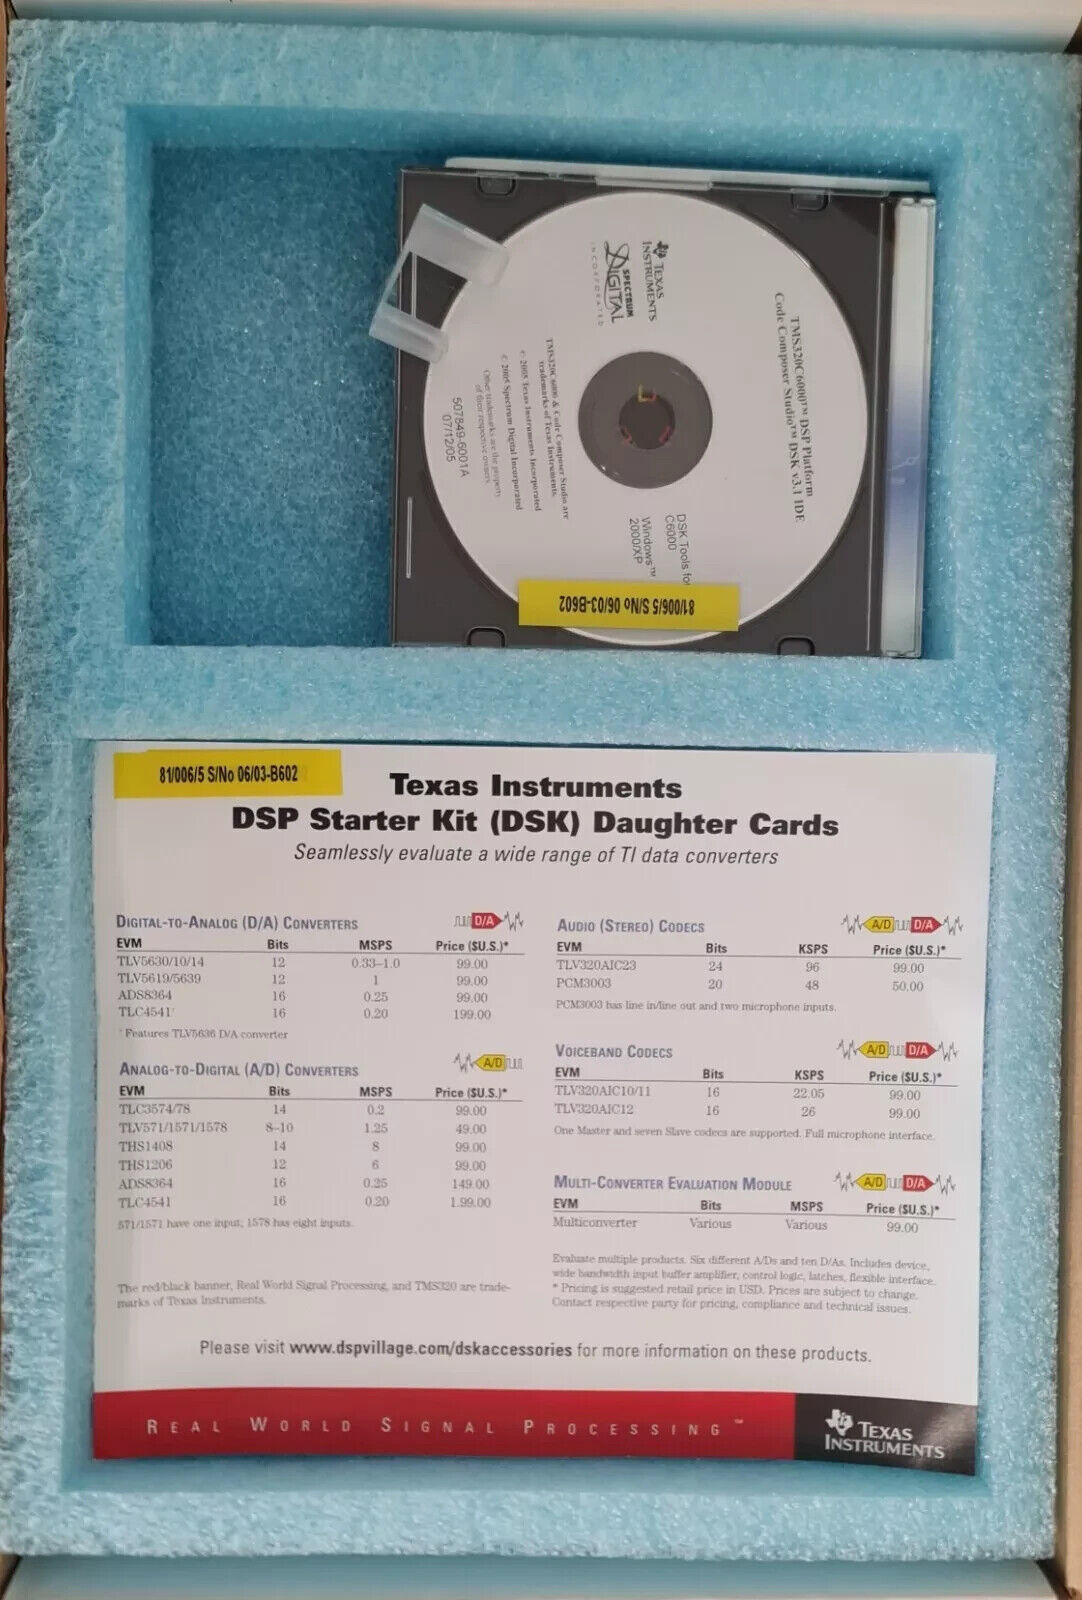 TEXAS
INSTRUMENTS
SPECTRUM
DIGITAL
INCORPORATED
TMS320C6000™ DSP Platform
Code Composer Studio™ DSK v3.1 IDE
DSK Tools for
C6000
Windows™
2000/XP
TMS320C6000 & Code Composer Studio are
trademarks of Texas Instruments
© 2005 Texas Instruments Incorporated
© 2005 Spectrum Digital Incorporated
Other trademarks are the property
of their respective owners
507849-6001A
07/12/05
81/006/5 S/No 06/03-B602
81/006/5 S/No 06/03-B602
Texas Instruments
DSP Starter Kit (DSK) Daughter Cards
Seamlessly evaluate a wide range of TI data converters
DIGITAL-TO-ANALOG (D/A) CONVERTERS D/A
EVM Bits MSPS Price ($U.S.)*
TLV5630/10/14 12 0.33–1.0 99.00
TLV5619/5639 12 1 99.00
ADS8364 16 0.25 99.00
TLC4541† 16 0.20 199.00
† Features TLV5636 D/A converter
ANALOG-TO-DIGITAL (A/D) CONVERTERS A/D
EVM Bits MSPS Price ($U.S.)*
TLC3574/78 14 0.2 99.00
TLV571/1571/1578 8–10 1.25 49.00
THS1408 14 8 99.00
THS1206 12 6 99.00
ADS8364 16 0.25 149.00
TLC4541 16 0.20 1.99.00
571/1571 have one input; 1578 has eight inputs.
The red/black banner, Real World Signal Processing, and TMS320 are trade-
marks of Texas Instruments.
AUDIO (STEREO) CODECS A/D D/A
EVM Bits KSPS Price ($U.S.)*
TLV320AIC23 24 96 99.00
PCM3003 20 48 50.00
PCM3003 has line in/line out and two microphone inputs.
VOICEBAND CODECS A/D D/A
EVM Bits KSPS Price ($U.S.)*
TLV320AIC10/11 16 22.05 99.00
TLV320AIC12 16 26 99.00
One Master and seven Slave codecs are supported. Full microphone interface.
MULTI-CONVERTER EVALUATION MODULE A/D D/A
EVM Bits MSPS Price ($U.S.)*
Multiconverter Various Various 99.00
Evaluate multiple products. Six different A/Ds and ten D/As. Includes device,
wide bandwidth input buffer amplifier, control logic, latches, flexible interface.
* Pricing is suggested retail price in USD. Prices are subject to change.
Contact respective party for pricing, compliance and technical issues.
Please visit www.dspvillage.com/dskaccessories for more information on these products.
REAL WORLD SIGNAL PROCESSING™
TEXAS
INSTRUMENTS